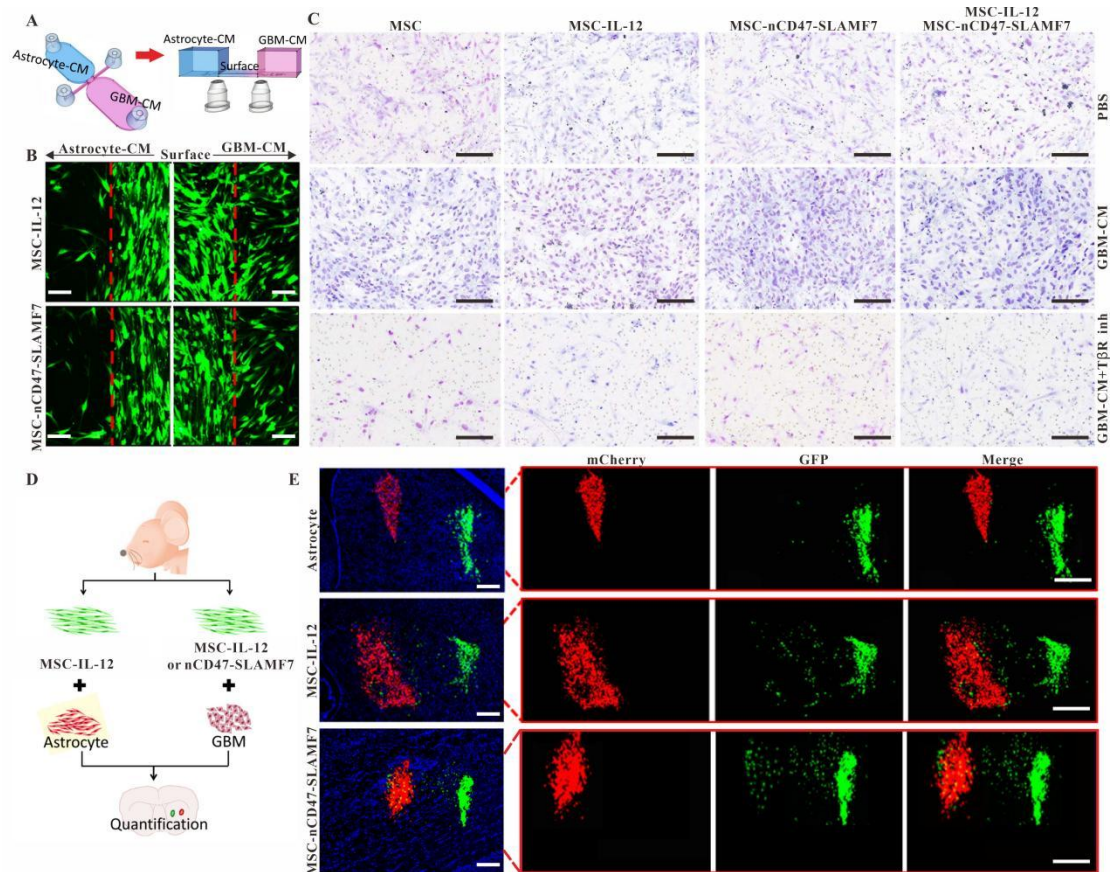 A
Astrocyte-CM
GBM-CM
Astrocyte-CM
GBM-CM
Surface
B
Astrocyte-CM
Surface
GBM-CM
MSC-IL-12
MSC-nCD47-SLAMF7
C
MSC
MSC-IL-12
MSC-nCD47-SLAMF7
MSC-IL-12
MSC-nCD47-SLAMF7
PBS
GBM-CM
GBM-CM+TβR inh
D
MSC-IL-12
MSC-IL-12
or nCD47-SLAMF7
+
+
Astrocyte
GBM
Quantification
E
mCherry
GFP
Merge
Astrocyte
MSC-IL-12
MSC-nCD47-SLAMF7